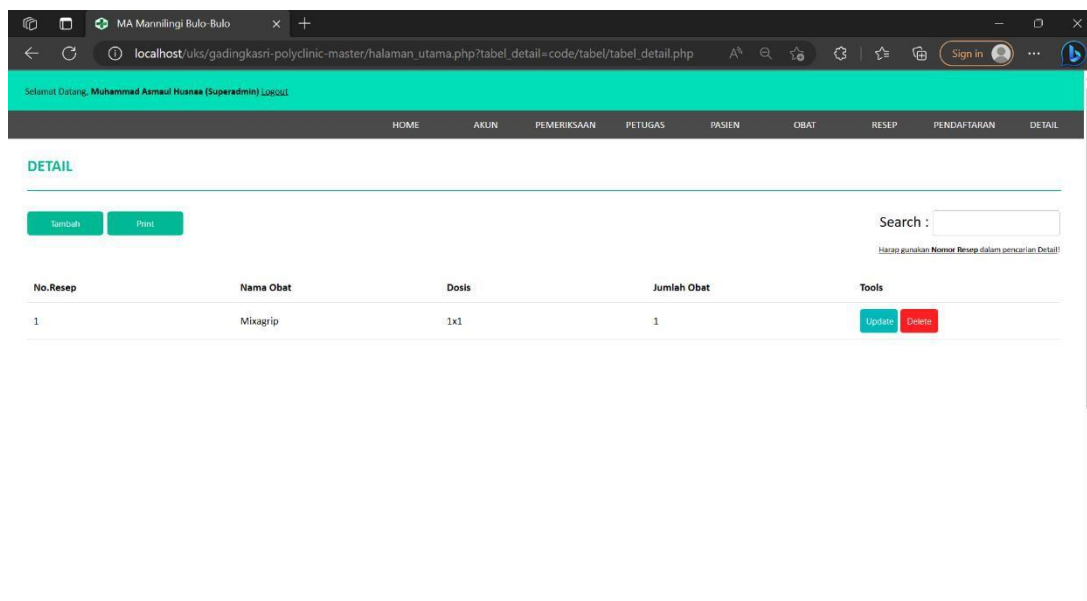 MA Mannilingi Bulo-Bulo
localhost/uks/gadingkasri-polyclinic-master/halaman_utama.php?tabel_detail=code/tabel/tabel_detail.php
Sign in
Selamat Datang, Muhammad Asmaul Husnaa (Superadmin) Logout
HOME AKUN PEMERIKSAAN PETUGAS PASIEN OBAT RESEP PENDAFTARAN DETAIL
DETAIL
Tambah Print Search :
Harap gunakan Nomor Resep dalam pencarian Detail!
No.Resep Nama Obat Dosis Jumlah Obat Tools
1 Mixagrip 1x1 1 Update Delete